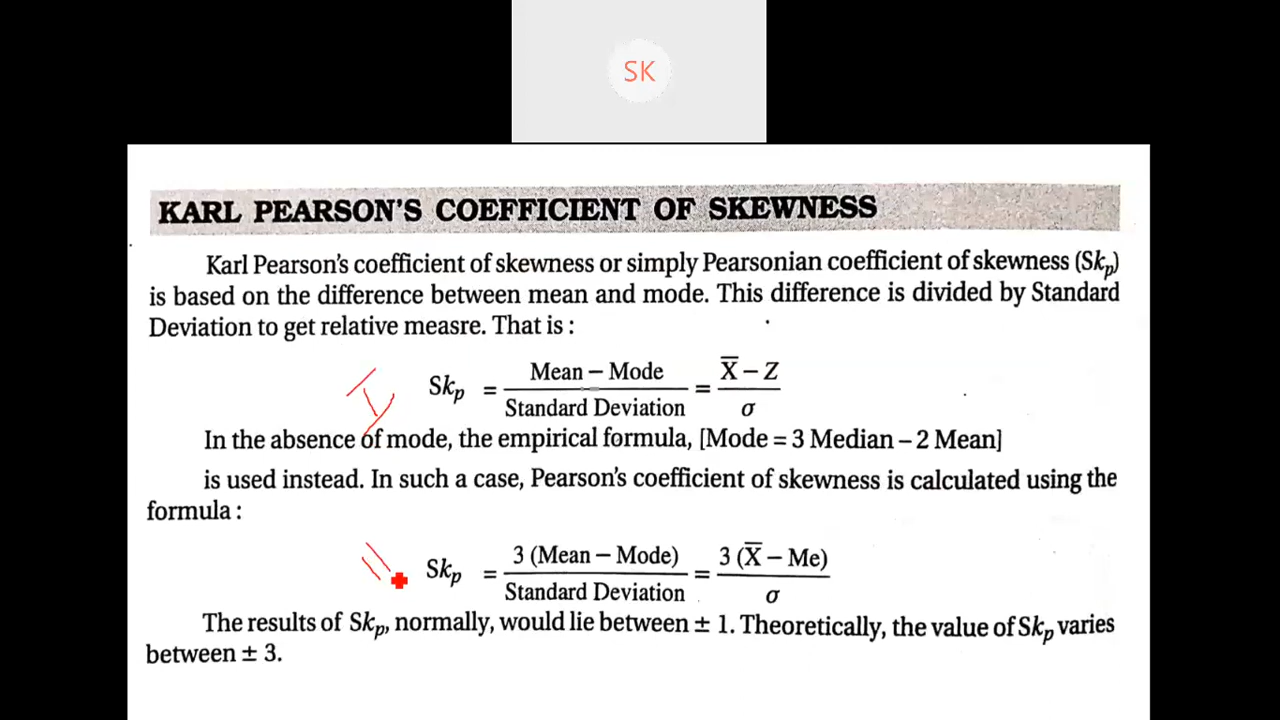 SK
KARL PEARSON'S COEFFICIENT OF SKEWNESS
Karl Pearson's coefficient of skewness or simply Pearsonian coefficient of skewness (Skp)
is based on the difference between mean and mode. This difference is divided by Standard
Deviation to get relative measre. That is :
Skp = Mean – Mode / Standard Deviation = X̅ – Z / σ
In the absence of mode, the empirical formula, [Mode = 3 Median – 2 Mean]
is used instead. In such a case, Pearson's coefficient of skewness is calculated using the
formula :
Skp = 3 (Mean – Mode) / Standard Deviation = 3 (X̅ – Me) / σ
The results of Skp, normally, would lie between ± 1. Theoretically, the value of Skp varies
between ± 3.